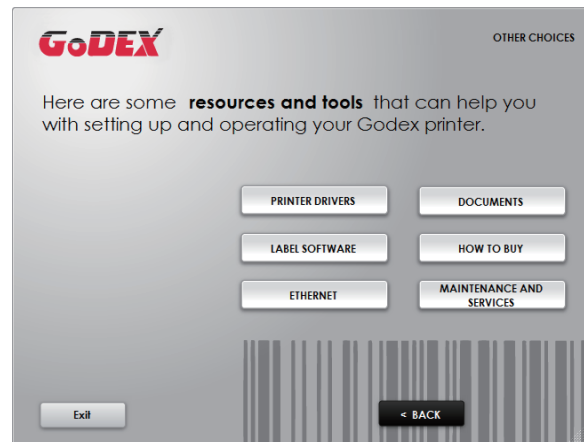 GoDEX
OTHER CHOICES
Here are some resources and tools that can help you
with setting up and operating your Godex printer.
PRINTER DRIVERS
DOCUMENTS
LABEL SOFTWARE
HOW TO BUY
ETHERNET
MAINTENANCE AND
SERVICES
Exit
< BACK